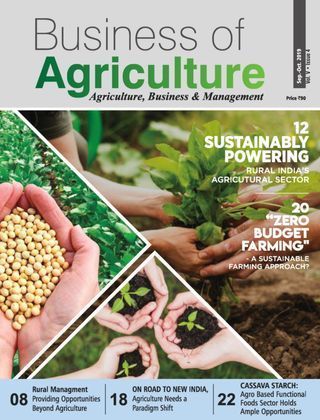 Business of
Agriculture
Agriculture, Business & Management
Sep.-Oct. 2019
Price ₹90
12
SUSTAINABLY
POWERING
RURAL INDIA'S
AGRICUTURAL SECTOR
20
"ZERO
BUDGET
FARMING"
- A SUSTAINABLE
FARMING APPROACH?
08 Rural Managment
Providing Opportunities
Beyond Agriculture
18 ON ROAD TO NEW INDIA,
Agriculture Needs a
Paradigm Shift
22 CASSAVA STARCH:
Agro Based Functional
Foods Sector Holds
Ample Opportunities